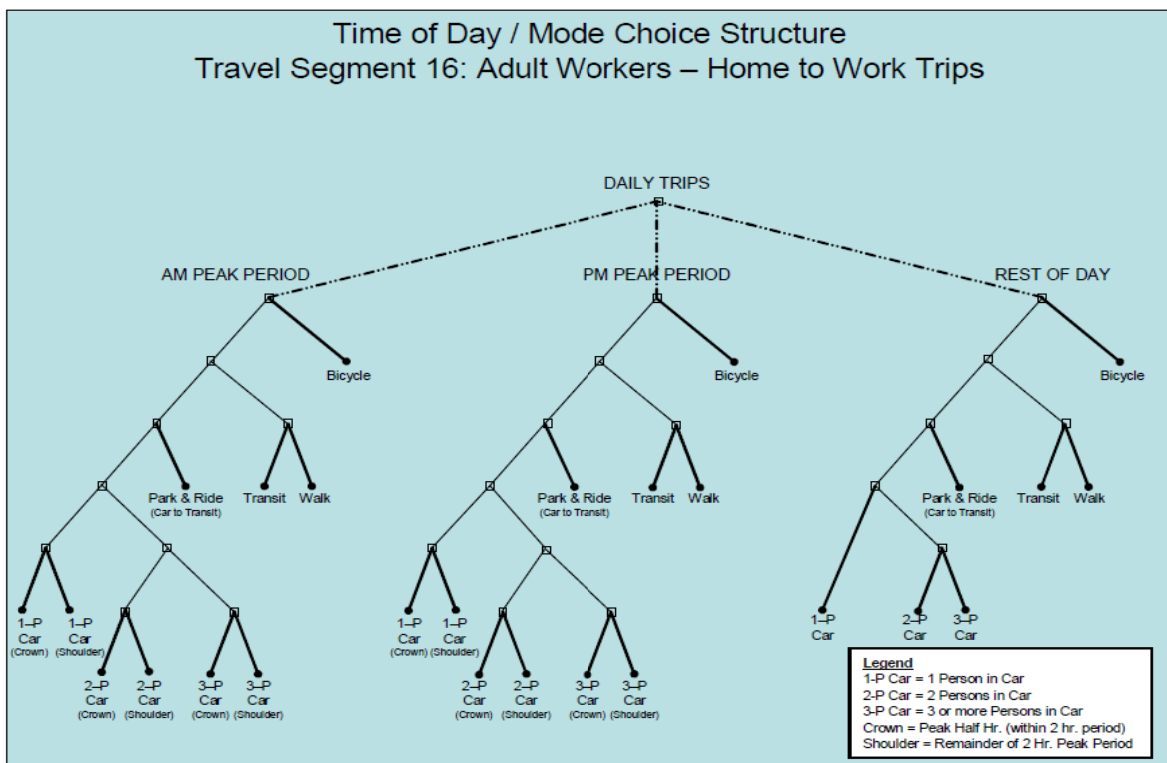 Time of Day / Mode Choice Structure
Travel Segment 16: Adult Workers – Home to Work Trips
DAILY TRIPS
AM PEAK PERIOD
PM PEAK PERIOD
REST OF DAY
Bicycle
Bicycle
Bicycle
Park & Ride
(Car to Transit)
Transit
Walk
Park & Ride
(Car to Transit)
Transit
Walk
Park & Ride
(Car to Transit)
Transit
Walk
1–P
Car
(Crown)
1–P
Car
(Shoulder)
2–P
Car
(Crown)
2–P
Car
(Shoulder)
3–P
Car
(Crown)
3–P
Car
(Shoulder)
1–P
Car
(Crown)
1–P
Car
(Shoulder)
2–P
Car
(Crown)
2–P
Car
(Shoulder)
3–P
Car
(Crown)
3–P
Car
(Shoulder)
1–P
Car
2–P
Car
3–P
Car
Legend
1-P Car = 1 Person in Car
2-P Car = 2 Persons in Car
3-P Car = 3 or more Persons in Car
Crown = Peak Half Hr. (within 2 hr. period)
Shoulder = Remainder of 2 Hr. Peak Period